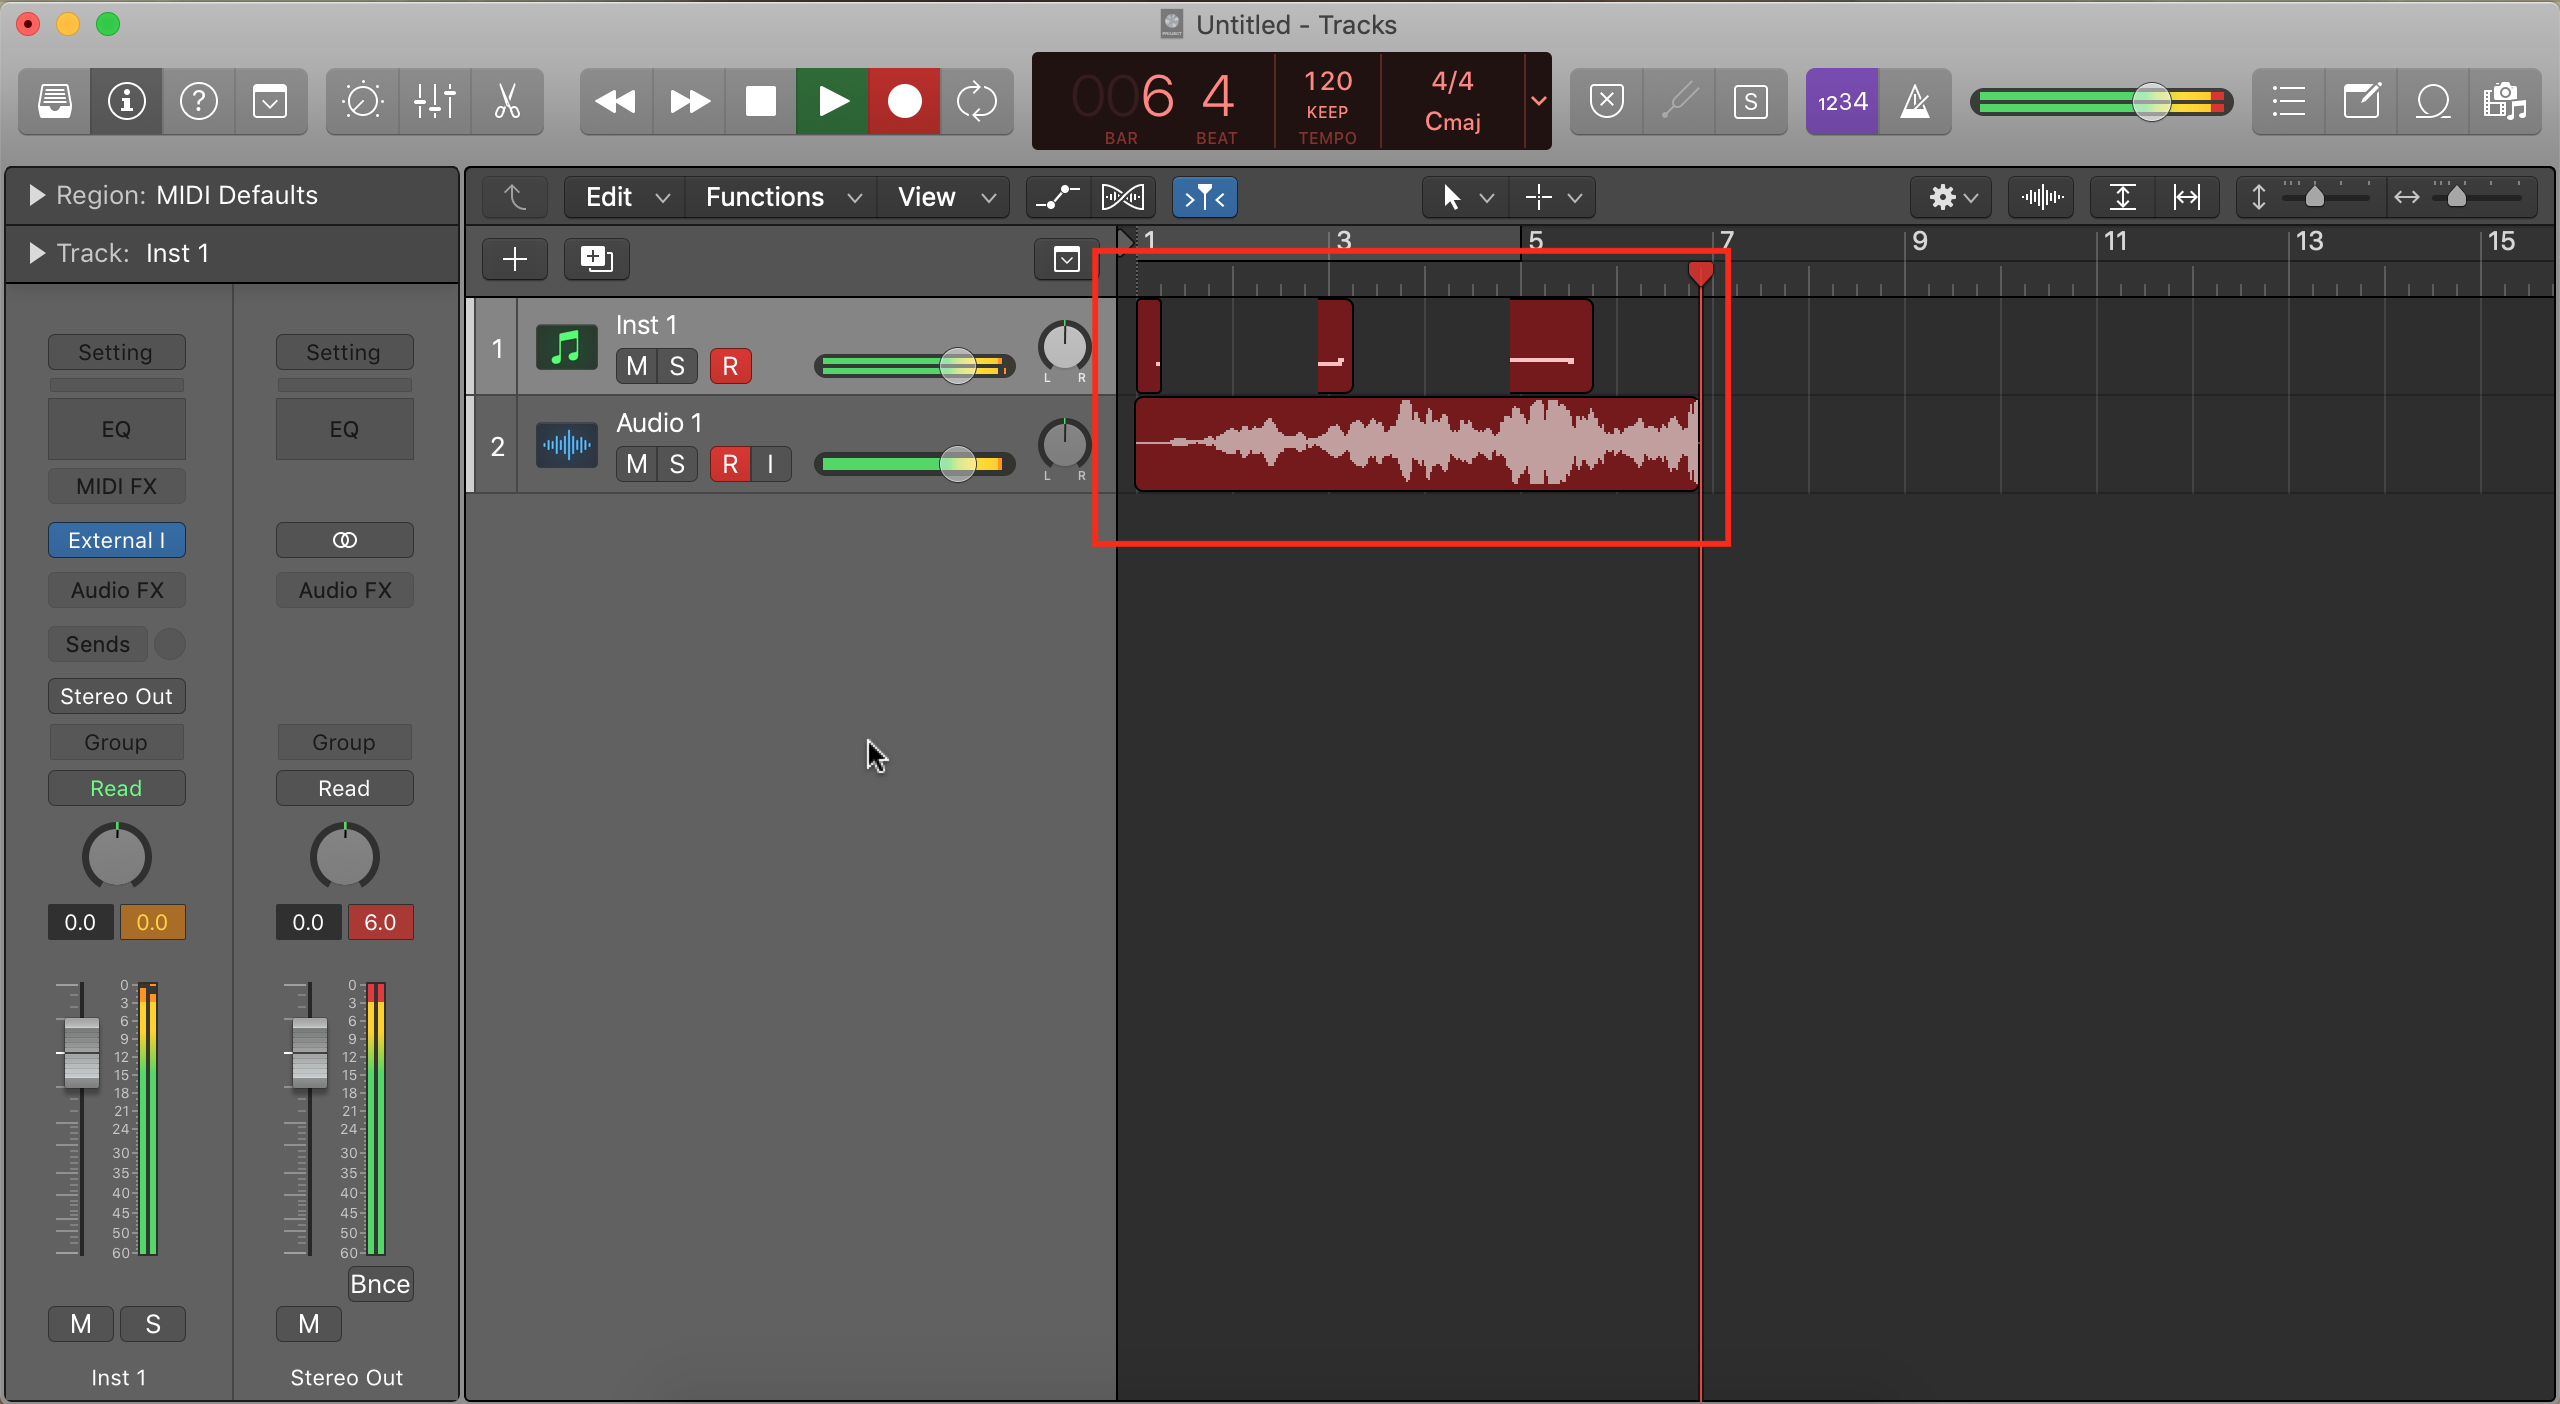 Untitled - Tracks
006 4
BAR BEAT
120
KEEP
TEMPO
4/4
Cmaj
S
1234
Region: MIDI Defaults
Track: Inst 1
Edit
Functions
View
1 3 5 7 9 11 13 15
1
Inst 1
M S R
L R
2
Audio 1
M S R I
L R
Setting
EQ
MIDI FX
External I
Audio FX
Sends
Stereo Out
Group
Read
0.0 0.0
0
3
6
9
12
15
18
21
24
30
35
40
45
50
60
M S
Inst 1
Setting
EQ
Audio FX
Group
Read
0.0 6.0
0
3
6
9
12
15
18
21
24
30
35
40
45
50
60
Bnce
M
Stereo Out